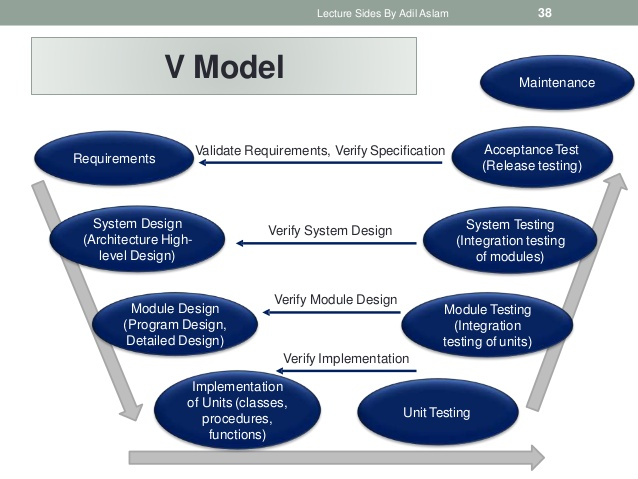 Lecture Sides By Adil Aslam
38
V Model
Maintenance
Requirements
Validate Requirements, Verify Specification
Acceptance Test
(Release testing)
System Design
(Architecture High-
level Design)
Verify System Design
System Testing
(Integration testing
of modules)
Module Design
(Program Design,
Detailed Design)
Verify Module Design
Module Testing
(Integration
testing of units)
Verify Implementation
Implementation
of Units (classes,
procedures,
functions)
Unit Testing